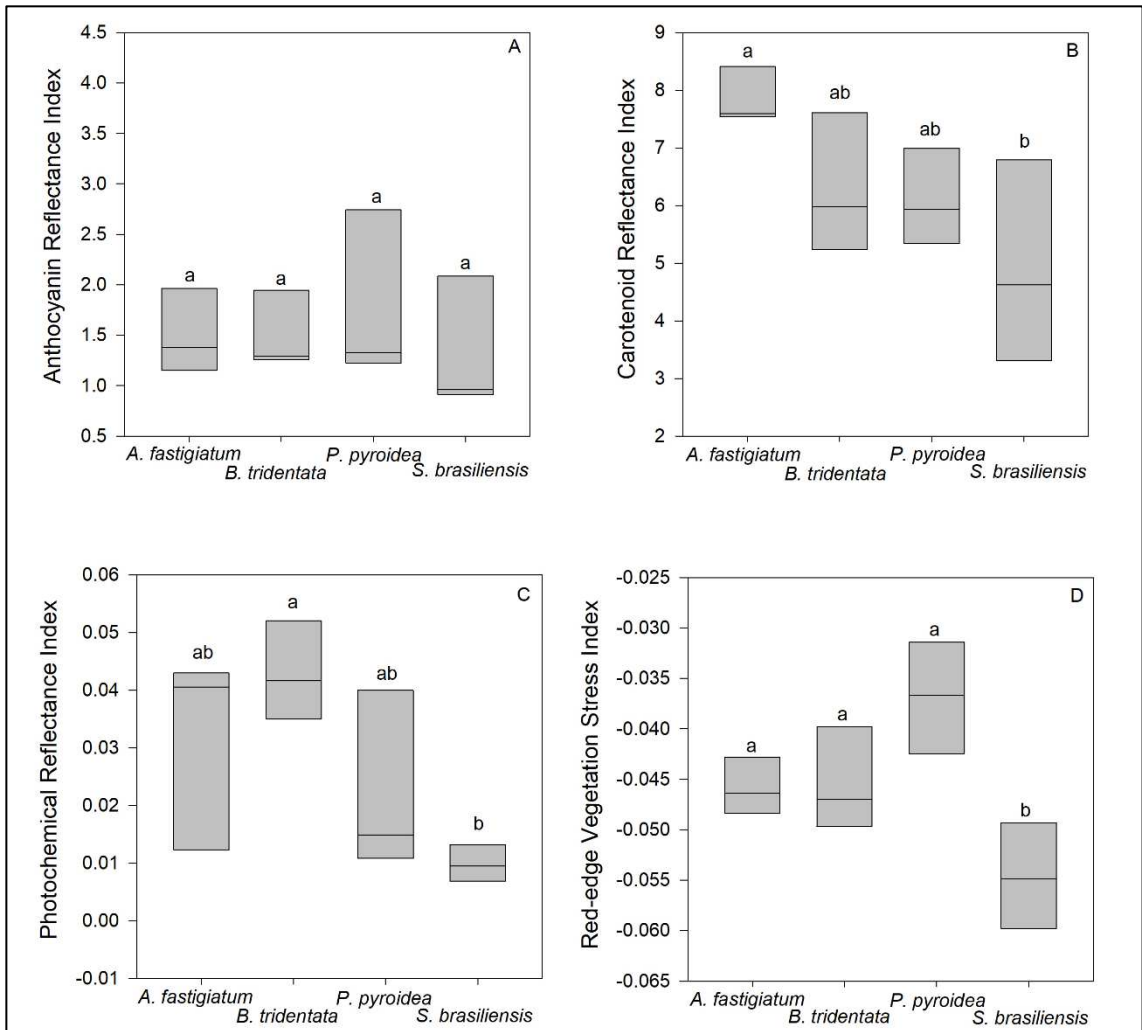 A
Anthocyanin Reflectance Index
4.5
4.0
3.5
3.0
2.5
2.0
1.5
1.0
0.5
a
a
a
a
A. fastigiatum
B. tridentata
P. pyroidea
S. brasiliensis
B
Carotenoid Reflectance Index
9
8
7
6
5
4
3
2
a
ab
ab
b
A. fastigiatum
B. tridentata
P. pyroidea
S. brasiliensis
C
Photochemical Reflectance Index
0.06
0.05
0.04
0.03
0.02
0.01
0.00
-0.01
ab
a
ab
b
A. fastigiatum
B. tridentata
P. pyroidea
S. brasiliensis
D
Red-edge Vegetation Stress Index
-0.025
-0.030
-0.035
-0.040
-0.045
-0.050
-0.055
-0.060
-0.065
a
a
a
b
A. fastigiatum
B. tridentata
P. pyroidea
S. brasiliensis